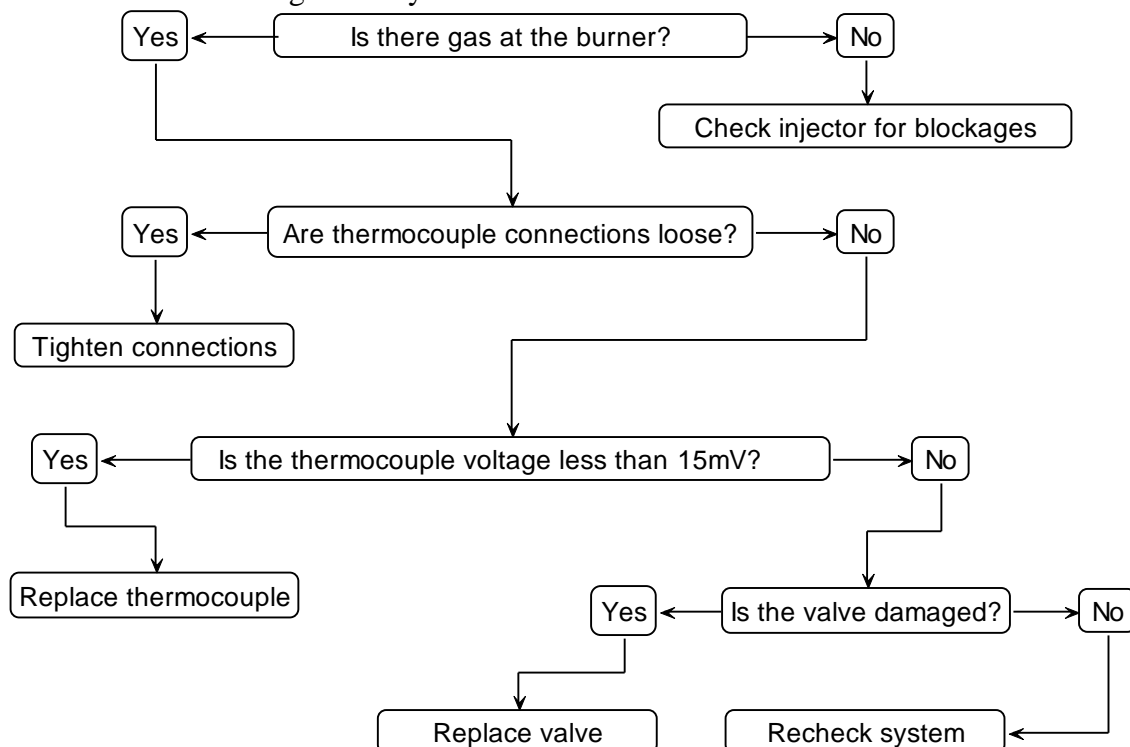 Yes
Is there gas at the burner?
No
Check injector for blockages
Yes
Are thermocouple connections loose?
No
Tighten connections
Yes
Is the thermocouple voltage less than 15mV?
No
Replace thermocouple
Yes
Is the valve damaged?
No
Replace valve
Recheck system